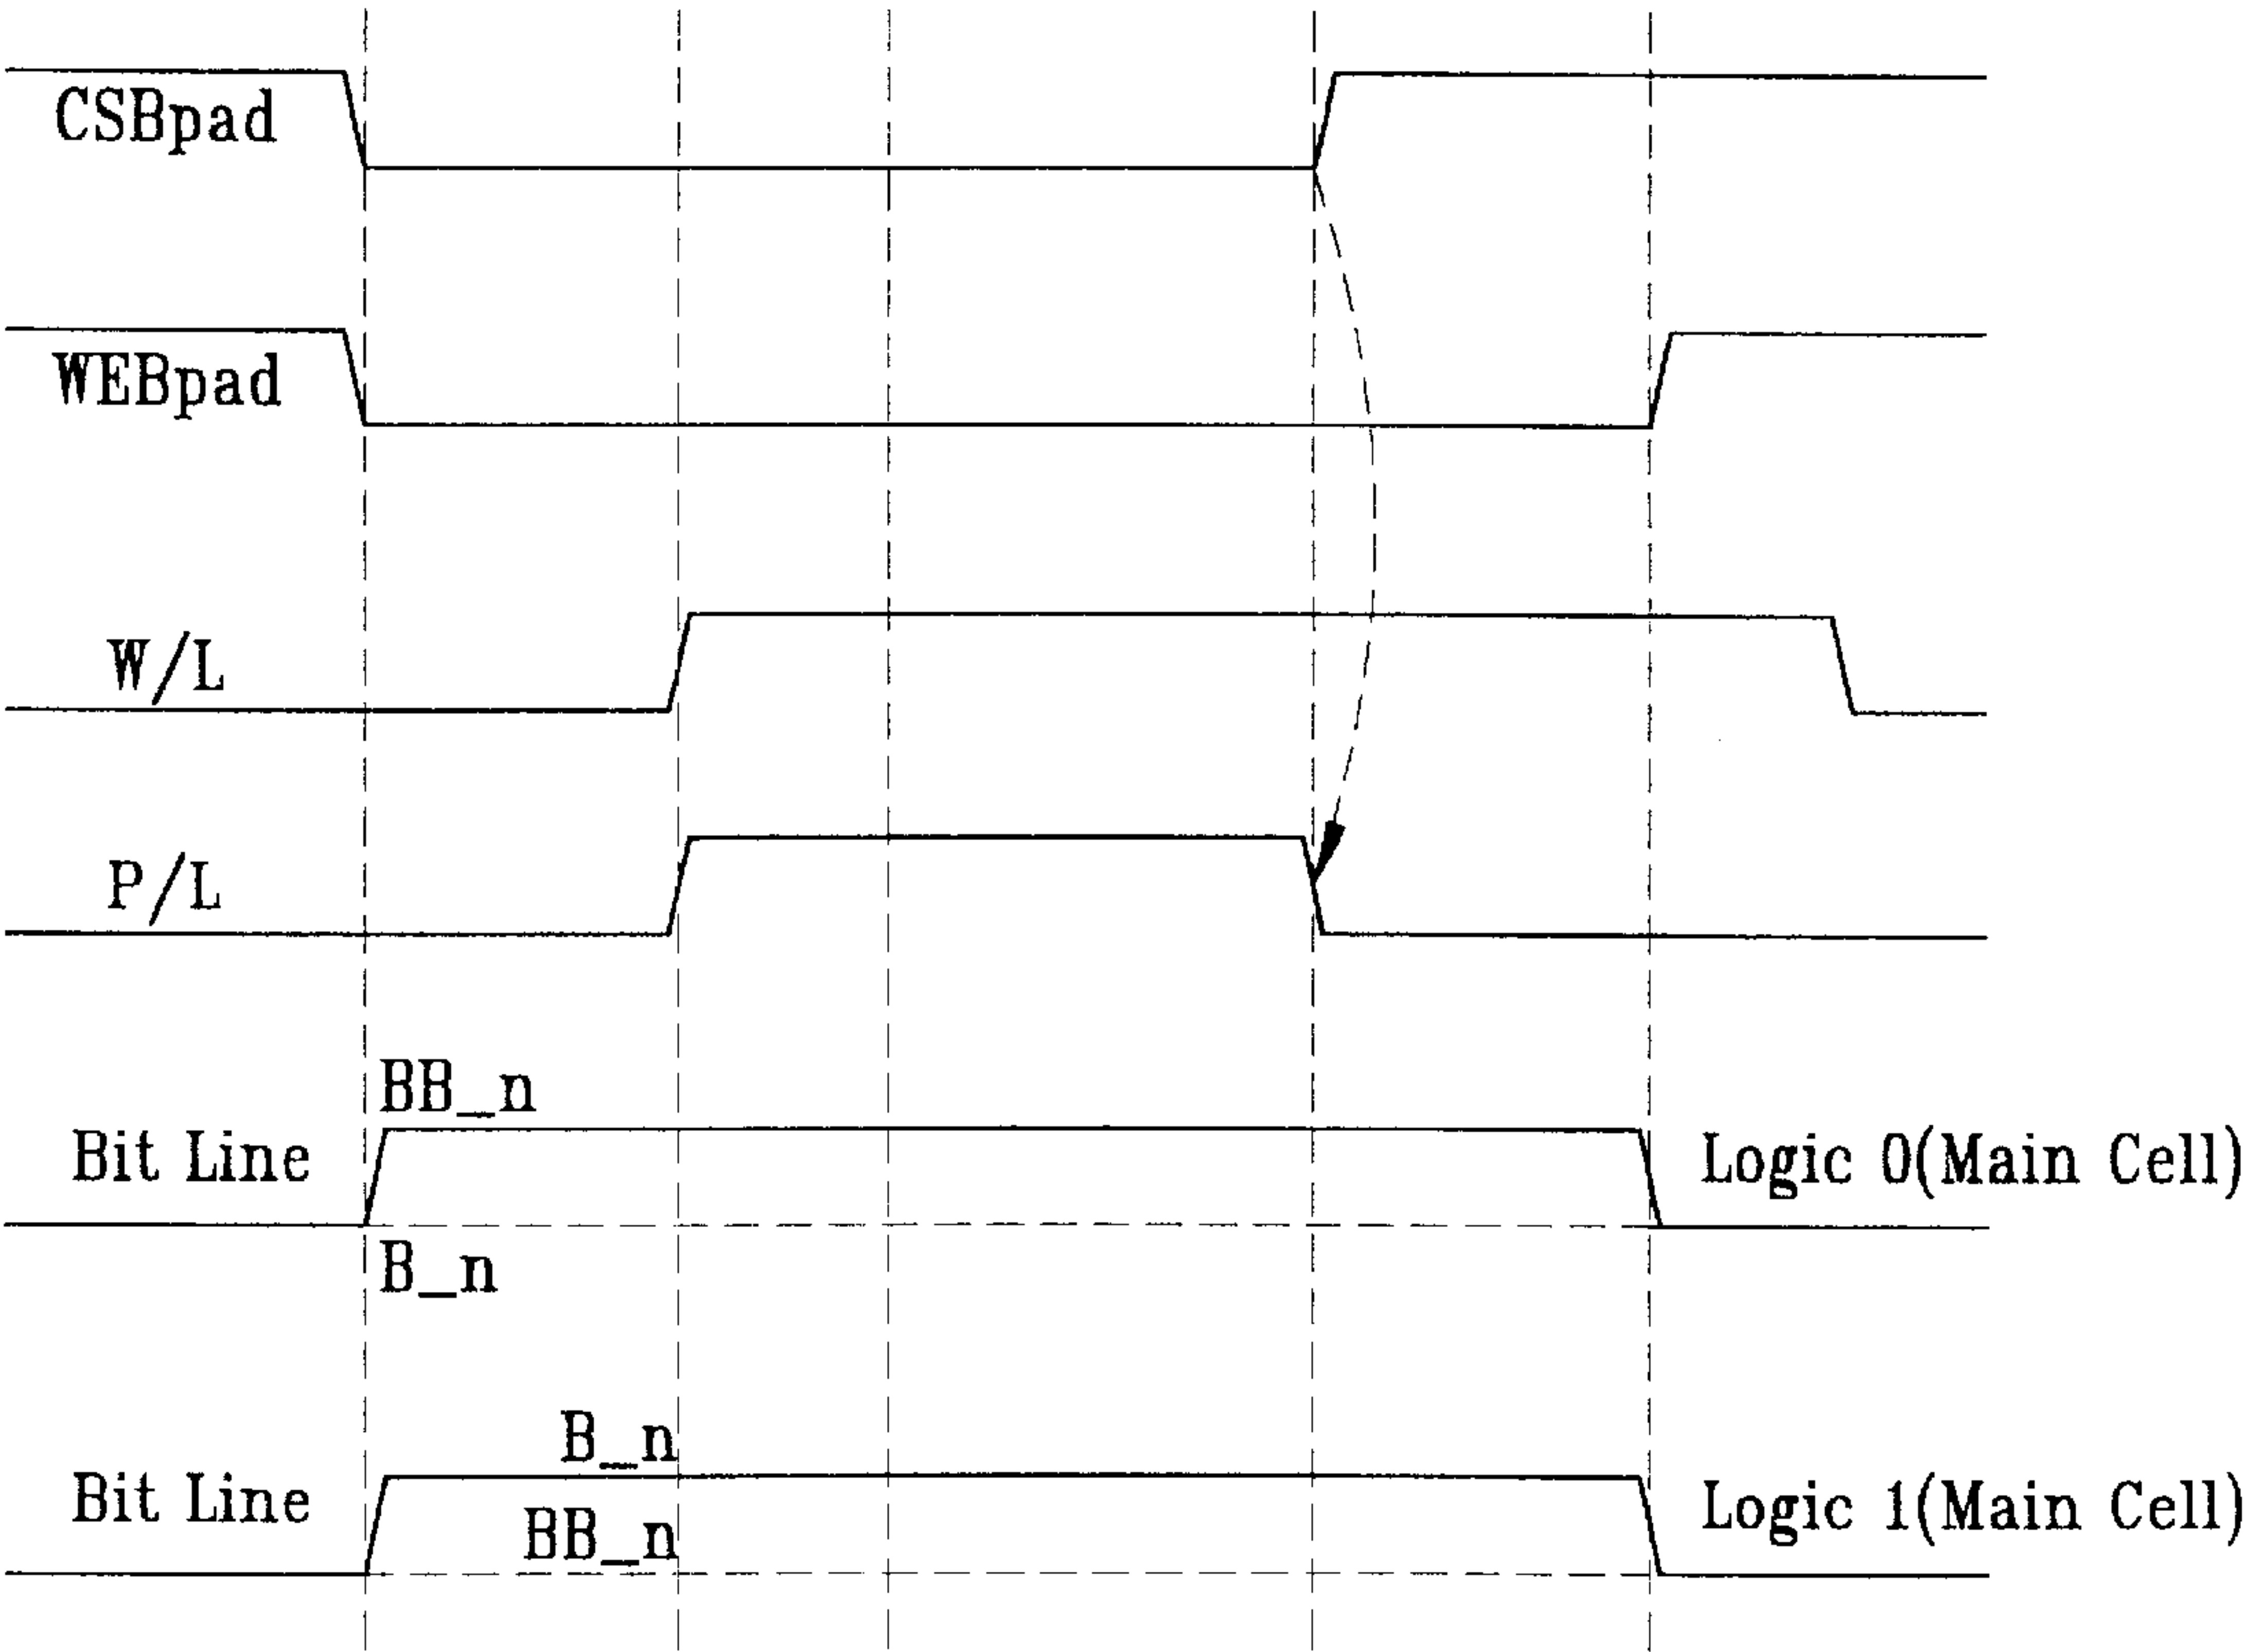 CSBpad
WEBpad
W/L
P/L
BB_n
Bit Line
Logic 0(Main Cell)
B_n
B_n
Bit Line
BB_n
Logic 1(Main Cell)